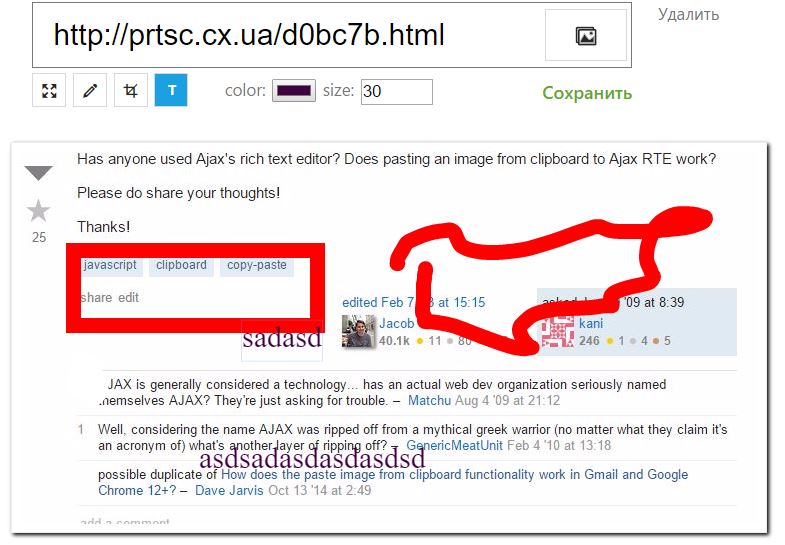 http://prtsc.cx.ua/d0bc7b.html
Удалить
T
color:
size: 30
Сохранить
Has anyone used Ajax's rich text editor? Does pasting an image from clipboard to Ajax RTE work?
Please do share your thoughts!
Thanks!
25
javascript clipboard copy-paste
share edit
edited Feb at 15:15
'09 at 8:39
sadasd
Jacob
kani
40.1k 11
246 1 4 5
JAX is generally considered a technology... has an actual web dev organization seriously named
themselves AJAX? They're just asking for trouble. – Matchu Aug 4 '09 at 21:12
1 Well, considering the name AJAX was ripped off from a mythical greek warrior (no matter what they claim it's
an acronym of) what's another layer of ripping off? – GenericMeatUnit Feb 4 '10 at 13:18
asdsadasdasdasdsd
possible duplicate of How does the paste image from clipboard functionality work in Gmail and Google
Chrome 12+? – Dave Jarvis Oct 13 '14 at 2:49
add a comment